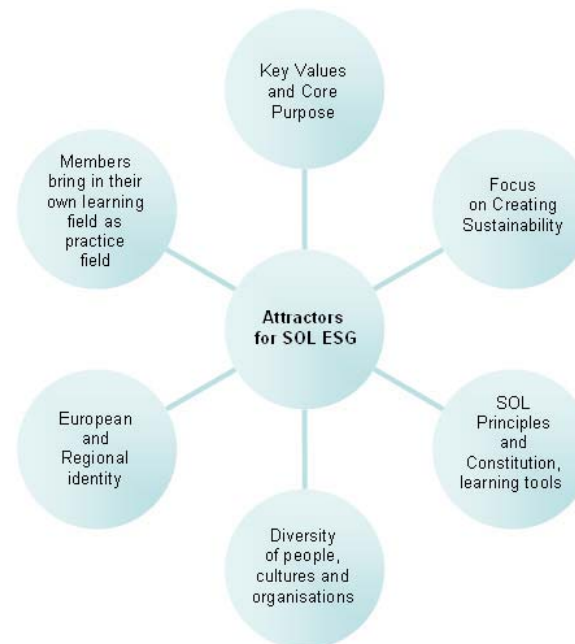 Key Values
and Core
Purpose
Members
bring in their
own learning
field as
practice
field
Focus
on Creating
Sustainability
Attractors
for SOL ESG
European
and
Regional
identity
SOL
Principles
and
Constitution,
learning tools
Diversity
of people,
cultures and
organisations